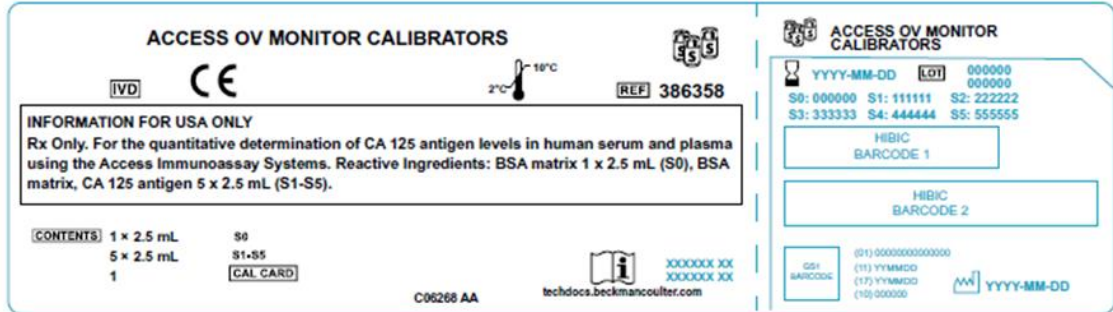 ACCESS OV MONITOR CALIBRATORS
IVD
CE
2°C
10°C
REF 386358
INFORMATION FOR USA ONLY
Rx Only. For the quantitative determination of CA 125 antigen levels in human serum and plasma
using the Access Immunoassay Systems. Reactive Ingredients: BSA matrix 1 x 2.5 mL (S0), BSA
matrix, CA 125 antigen 5 x 2.5 mL (S1-S5).
CONTENTS 1 × 2.5 mL S0
5 × 2.5 mL S1-S5
1 CAL CARD
C06268 AA
i
techdocs.beckmancoulter.com
XXXXXX XX
XXXXXX XX
S S S
ACCESS OV MONITOR
CALIBRATORS
YYYY-MM-DD LOT 000000
000000
S0: 000000 S1: 111111 S2: 222222
S3: 333333 S4: 444444 S5: 555555
HIBIC
BARCODE 1
HIBIC
BARCODE 2
GS1
BARCODE
(01) 00000000000000
(11) YYMMDD
(17) YYMMDD
(10) 000000
YYYY-MM-DD